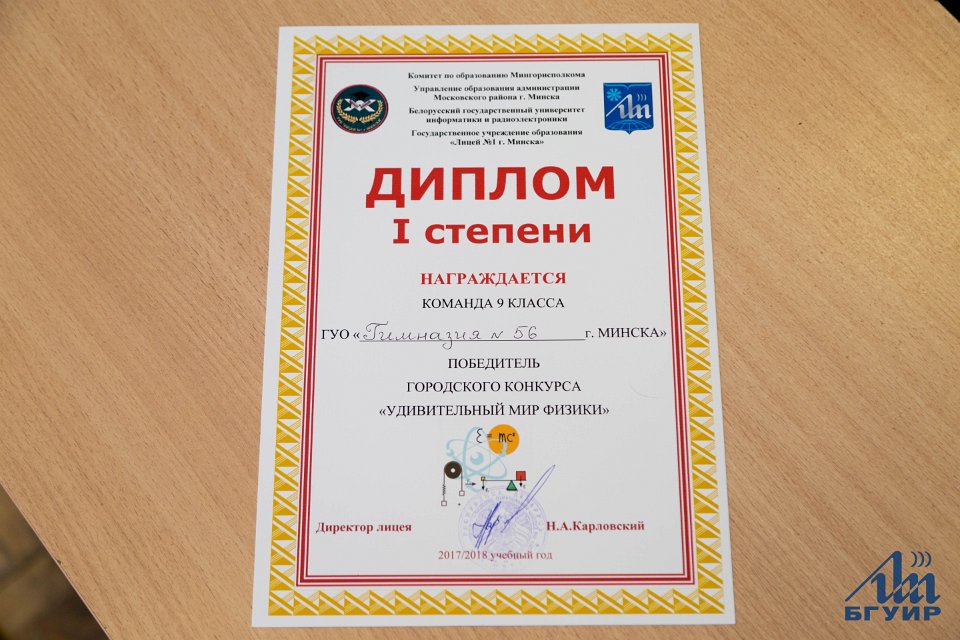 Комитет по образованию Мингорисполкома
Управление образования администрации
Московского района г. Минска
Белорусский государственный университет
информатики и радиоэлектроники
Государственное учреждение образования
«Лицей №1 г. Минска»
ДИПЛОМ
I степени
НАГРАЖДАЕТСЯ
КОМАНДА 9 КЛАССА
ГУО «Гимназия N 56 г. МИНСКА»
ПОБЕДИТЕЛЬ
ГОРОДСКОГО КОНКУРСА
«УДИВИТЕЛЬНЫЙ МИР ФИЗИКИ»
E = mc²
Директор лицея Н.А.Карловский
2017/2018 учебный год
БГУИР